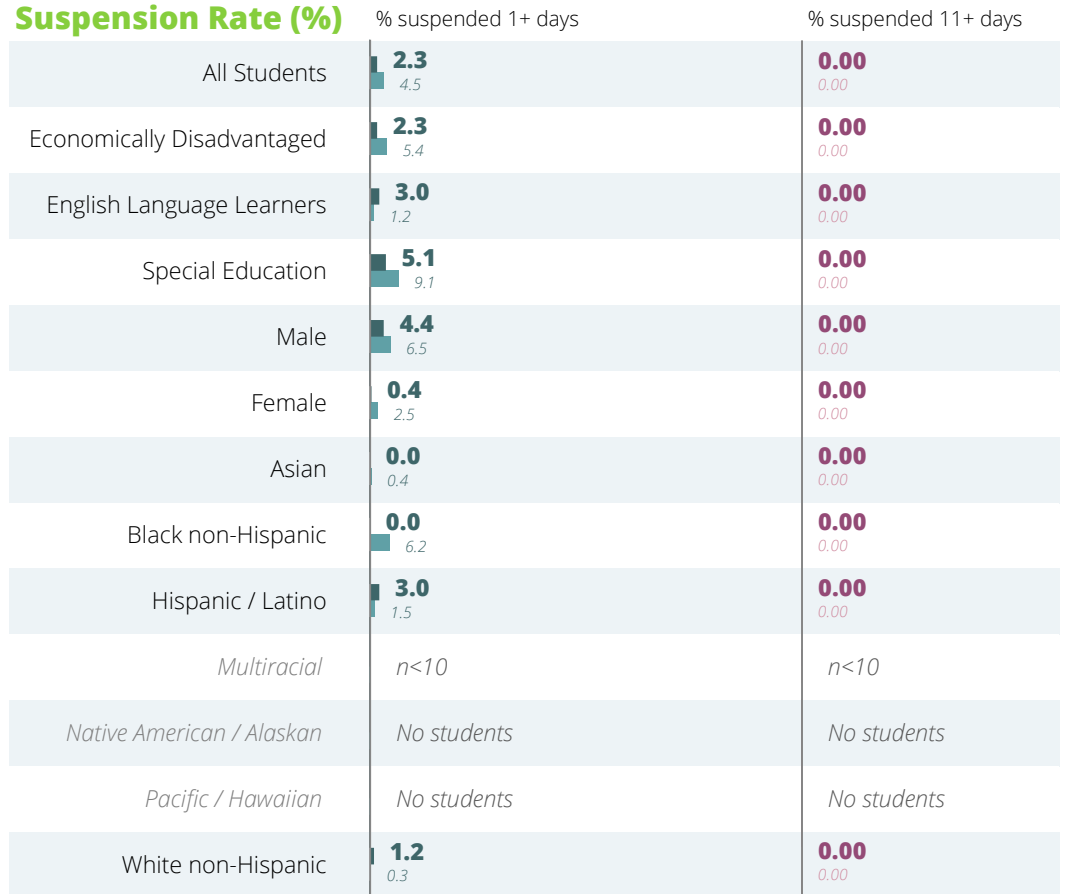 Suspension Rate (%) % suspended 1+ days % suspended 11+ days
All Students 2.3 0.00
4.5 0.00
Economically Disadvantaged 2.3 0.00
5.4 0.00
English Language Learners 3.0 0.00
1.2 0.00
Special Education 5.1 0.00
9.1 0.00
Male 4.4 0.00
6.5 0.00
Female 0.4 0.00
2.5 0.00
Asian 0.0 0.00
0.4 0.00
Black non-Hispanic 0.0 0.00
6.2 0.00
Hispanic / Latino 3.0 0.00
1.5 0.00
Multiracial n<10 n<10
Native American / Alaskan No students No students
Pacific / Hawaiian No students No students
White non-Hispanic 1.2 0.00
0.3 0.00